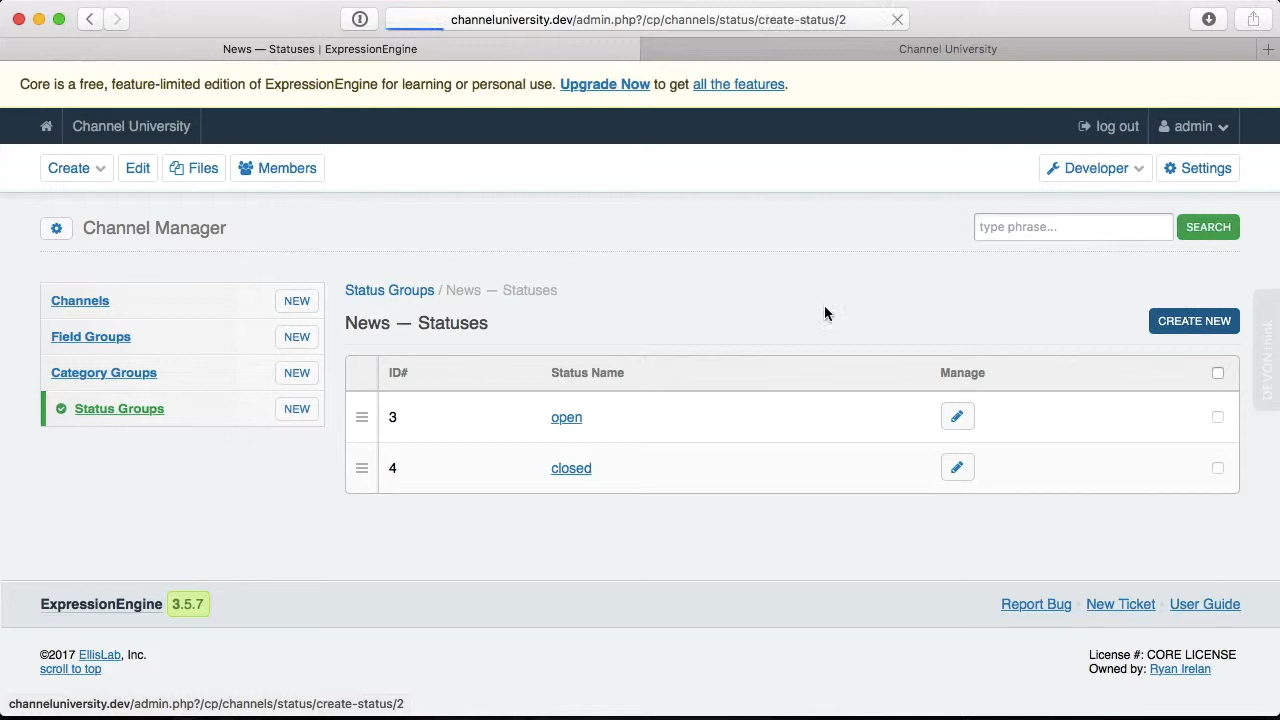 channeluniversity.dev/admin.php?/cp/channels/status/create-status/2
News — Statuses | ExpressionEngine
Channel University
Core is a free, feature-limited edition of ExpressionEngine for learning or personal use. Upgrade Now to get all the features.
Channel University
log out
admin
Create
Edit
Files
Members
Developer
Settings
Channel Manager
type phrase...
SEARCH
Channels
NEW
Field Groups
NEW
Category Groups
NEW
Status Groups
NEW
Status Groups / News — Statuses
News — Statuses
CREATE NEW
ID# Status Name Manage
3 open
4 closed
DEVONthink
ExpressionEngine 3.5.7
Report Bug · New Ticket · User Guide
©2017 EllisLab, Inc.
scroll to top
License #: CORE LICENSE
Owned by: Ryan Irelan
channeluniversity.dev/admin.php?/cp/channels/status/create-status/2